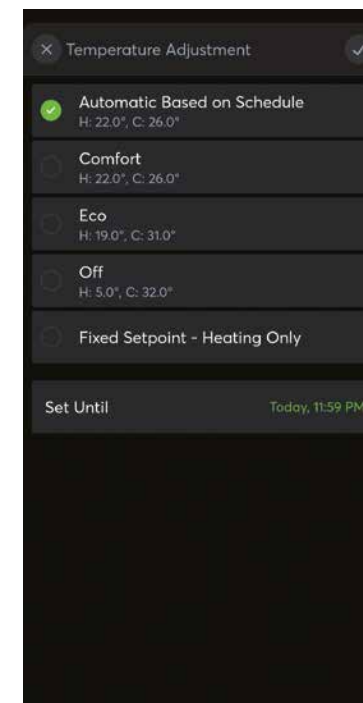 Temperature Adjustment
Automatic Based on Schedule
H: 22.0°, C: 26.0°
Comfort
H: 22.0°, C: 26.0°
Eco
H: 19.0°, C: 31.0°
Off
H: 5.0°, C: 32.0°
Fixed Setpoint - Heating Only
Set Until Today, 11:59 PM